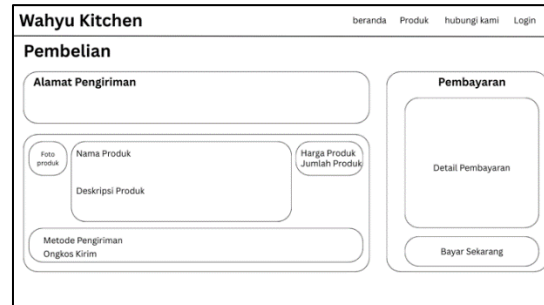 Wahyu Kitchen
beranda Produk hubungi kami Login
Pembelian
Alamat Pengiriman
Foto
produk
Nama Produk
Deskripsi Produk
Harga Produk
Jumlah Produk
Metode Pengiriman
Ongkos Kirim
Pembayaran
Detail Pembayaran
Bayar Sekarang